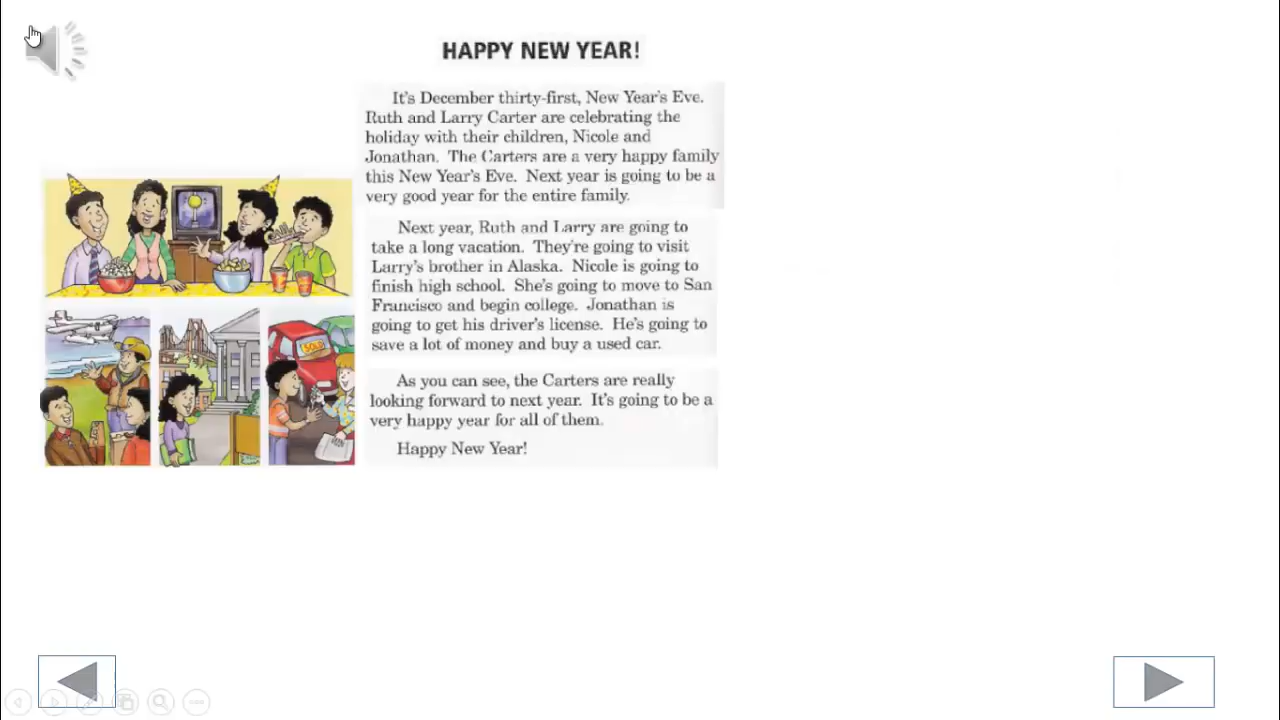 HAPPY NEW YEAR!
It's December thirty-first, New Year's Eve.
Ruth and Larry Carter are celebrating the
holiday with their children, Nicole and
Jonathan. The Carters are a very happy family
this New Year's Eve. Next year is going to be a
very good year for the entire family.
Next year, Ruth and Larry are going to
take a long vacation. They're going to visit
Larry's brother in Alaska. Nicole is going to
finish high school. She's going to move to San
Francisco and begin college. Jonathan is
going to get his driver's license. He's going to
save a lot of money and buy a used car.
SOLD
As you can see, the Carters are really
looking forward to next year. It's going to be a
very happy year for all of them.
Happy New Year!